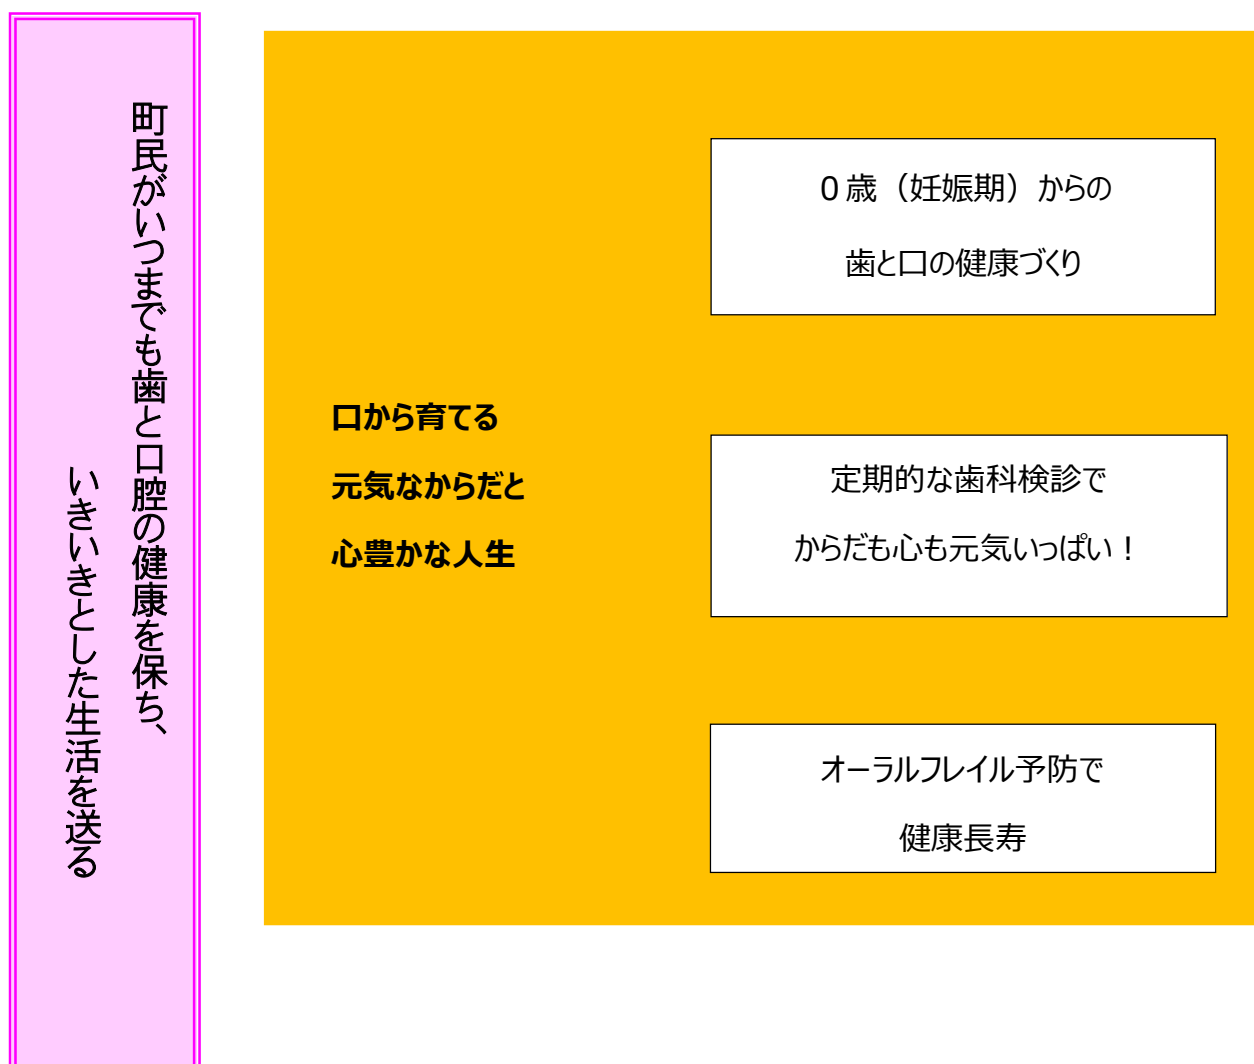 町民がいつまでも歯と口腔の健康を保ち、
いきいきとした生活を送る
口から育てる
元気なからだと
心豊かな人生
０歳（妊娠期）からの
歯と口の健康づくり
定期的な歯科検診で
からだも心も元気いっぱい！
オーラルフレイル予防で
健康長寿